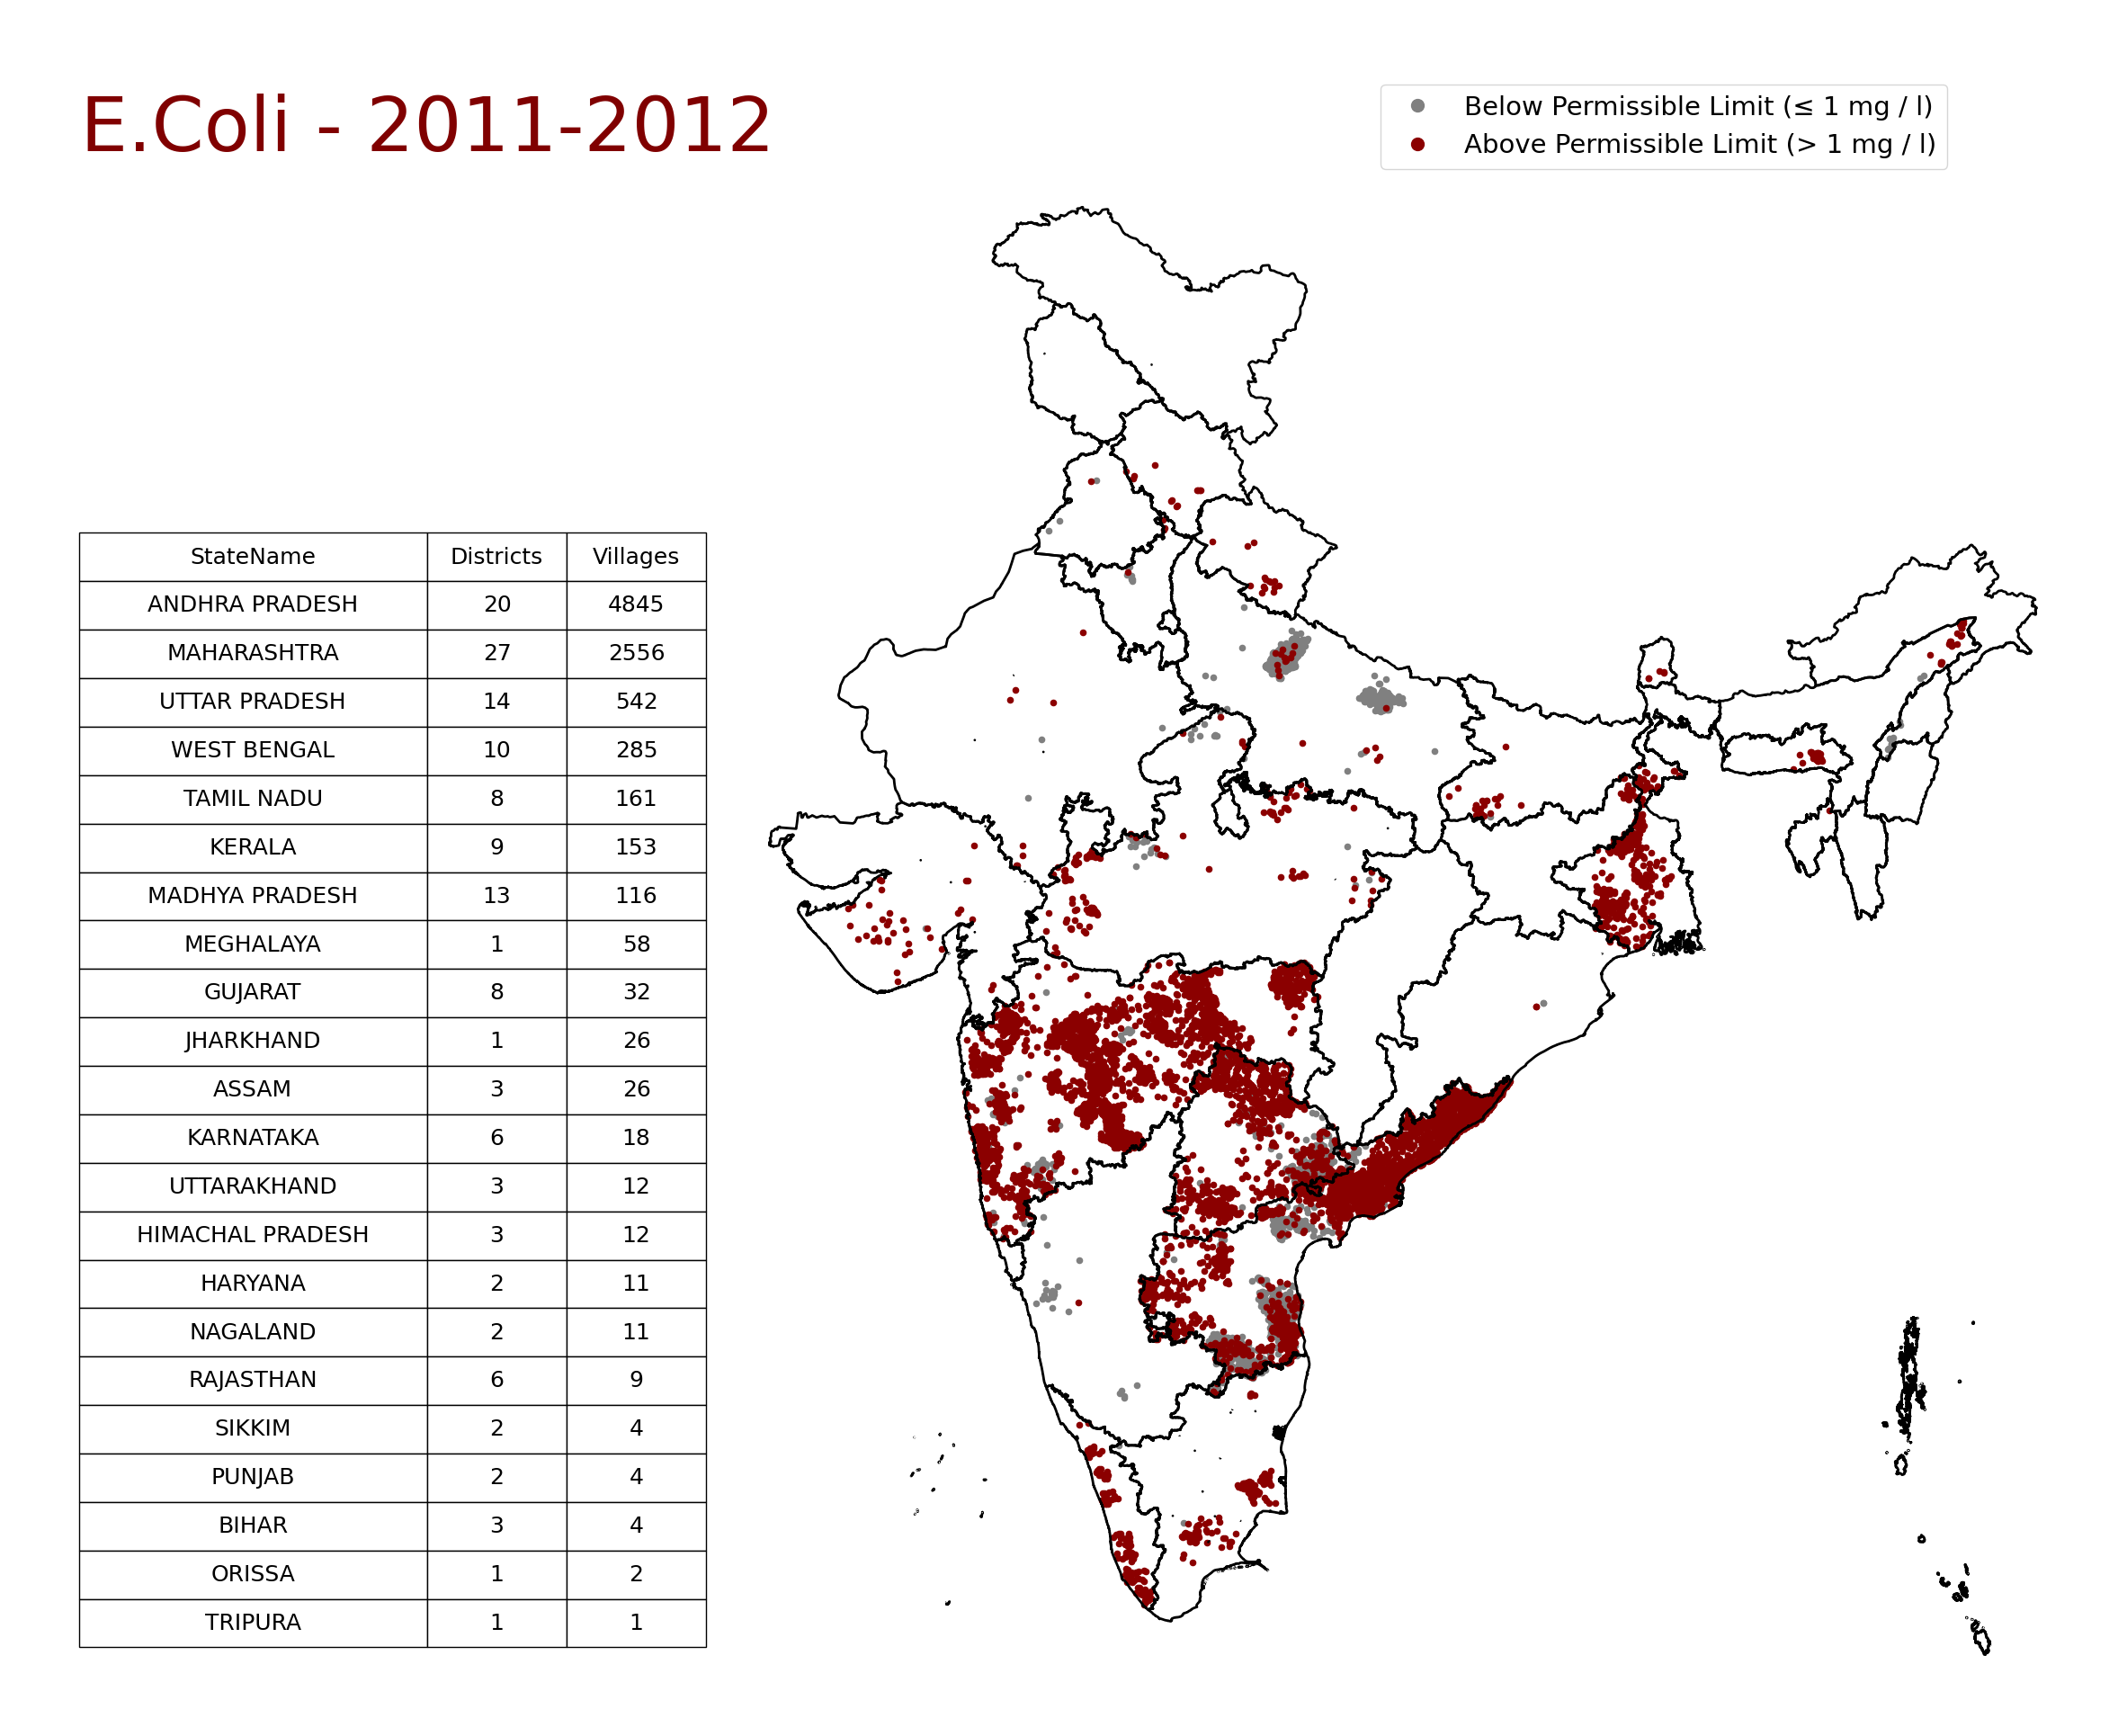 E.Coli - 2011-2012
Below Permissible Limit (≤ 1 mg / l)
Above Permissible Limit (> 1 mg / l)
StateName Districts Villages
ANDHRA PRADESH 20 4845
MAHARASHTRA 27 2556
UTTAR PRADESH 14 542
WEST BENGAL 10 285
TAMIL NADU 8 161
KERALA 9 153
MADHYA PRADESH 13 116
MEGHALAYA 1 58
GUJARAT 8 32
JHARKHAND 1 26
ASSAM 3 26
KARNATAKA 6 18
UTTARAKHAND 3 12
HIMACHAL PRADESH 3 12
HARYANA 2 11
NAGALAND 2 11
RAJASTHAN 6 9
SIKKIM 2 4
PUNJAB 2 4
BIHAR 3 4
ORISSA 1 2
TRIPURA 1 1